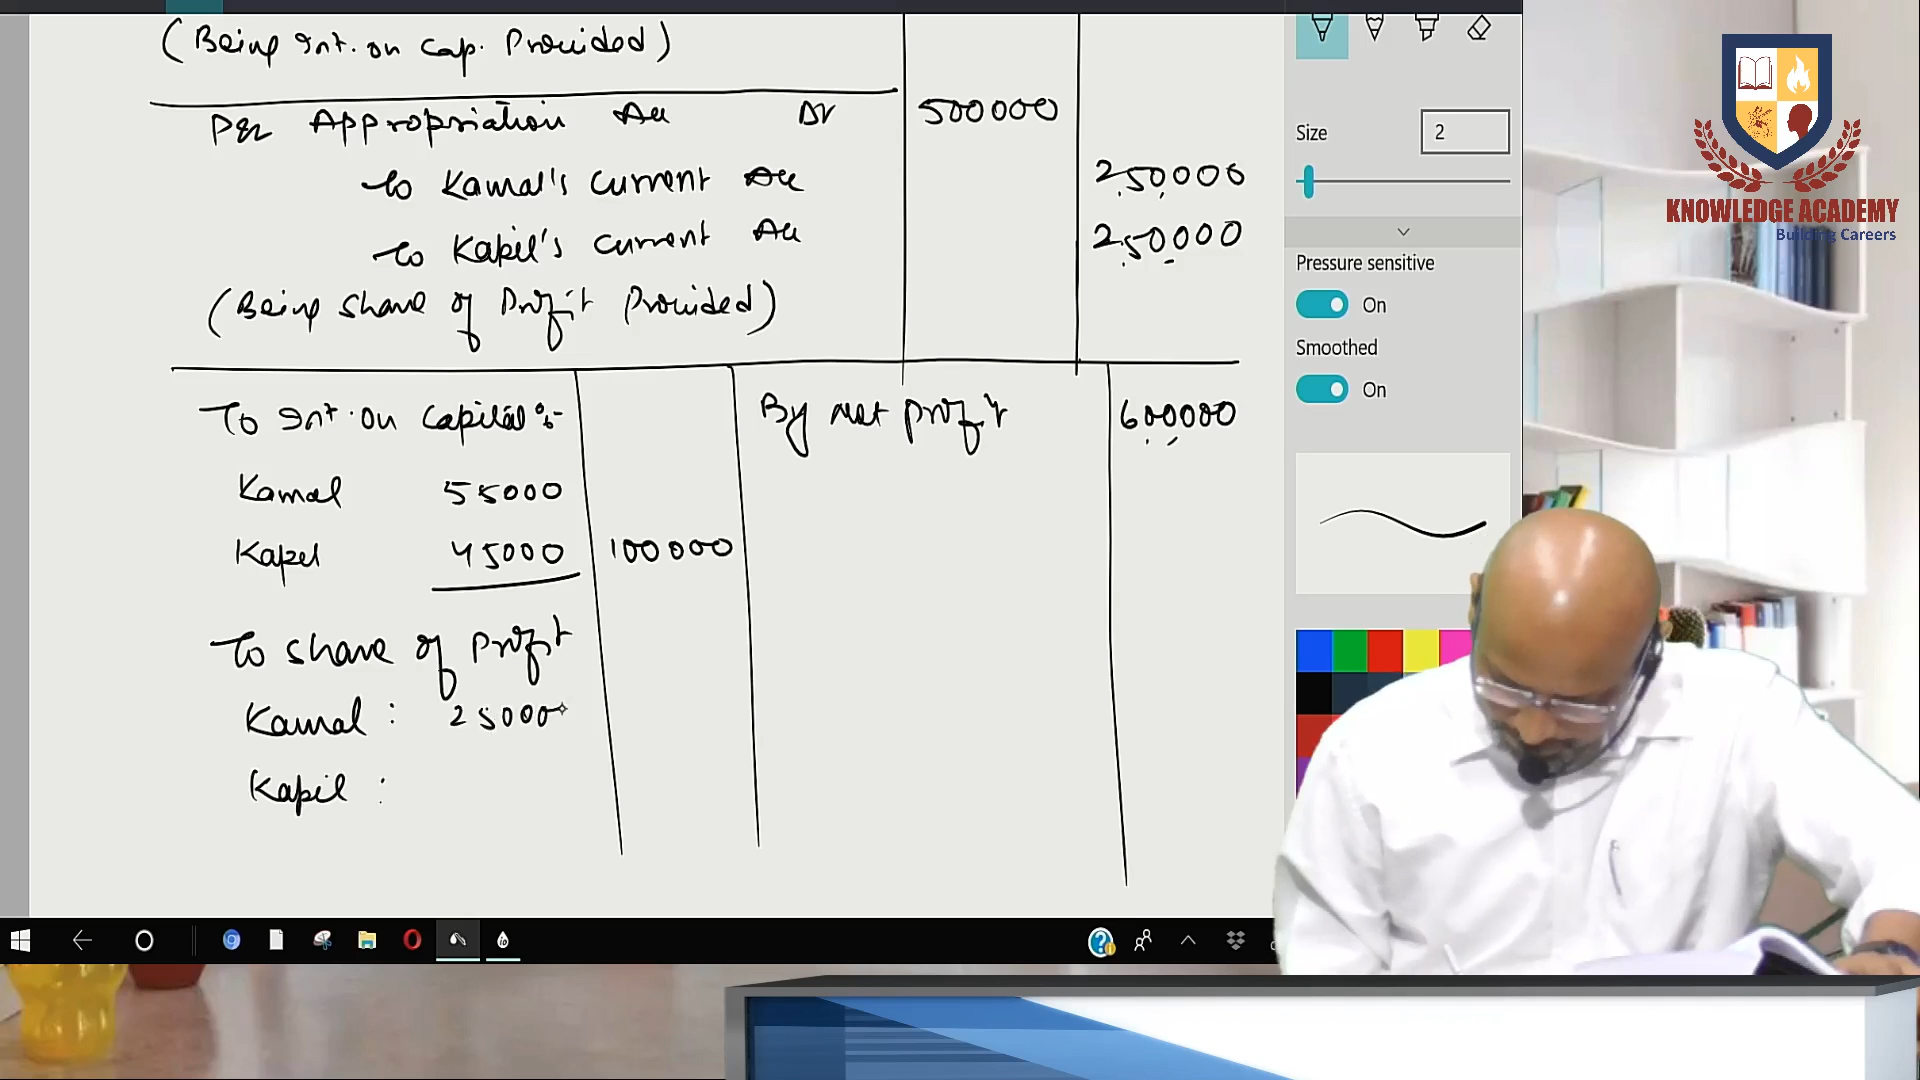 (Being Int. on Cap. Provided)
P&L Appropriation A/c Dr 500000
To Kamal's Current A/c 250000
To Kapil's Current A/c 250000
(Being Share of Profit Provided)
To Int. on Capital :- By Net profit 600000
Kamal 55000
Kapil 45000 100000
To Share of Profit
Kamal : 25000
Kapil :
Size 2
Pressure sensitive
On
Smoothed
On
KNOWLEDGE ACADEMY
Building Careers